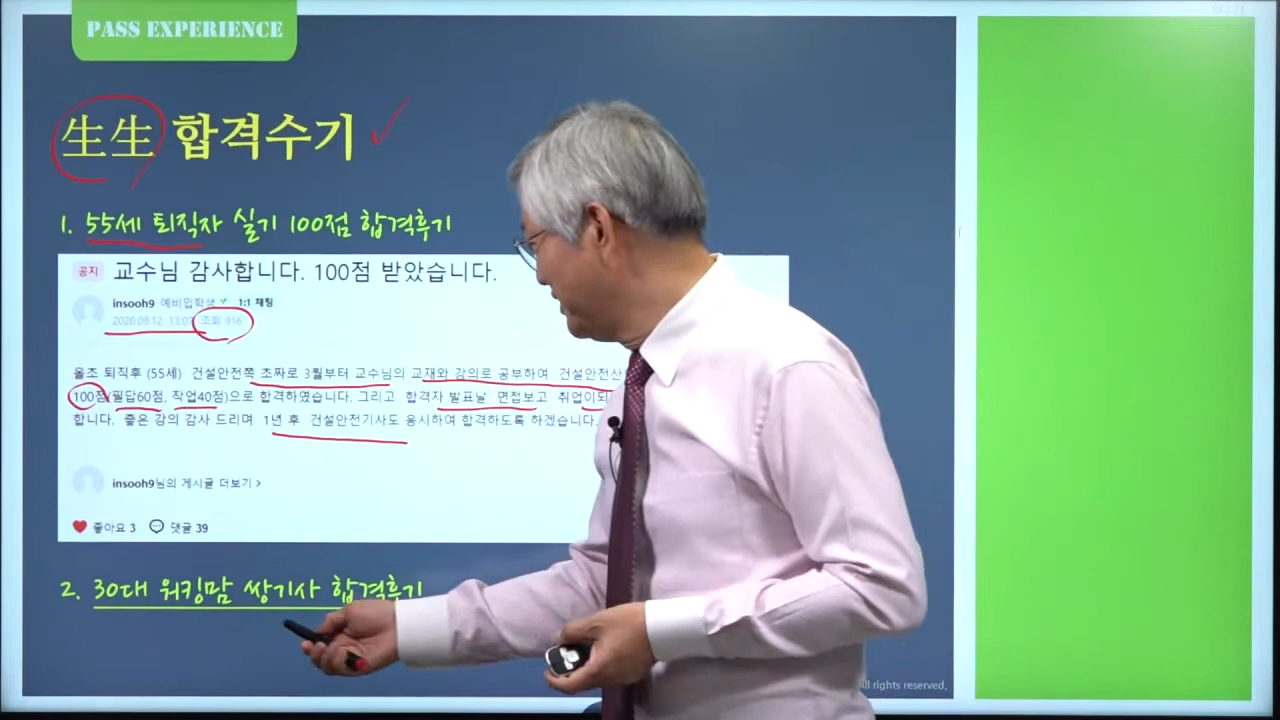 PASS EXPERIENCE
生生 합격수기
1. 55세 퇴직자 실기 100점 합격후기
공지 교수님 감사합니다. 100점 받았습니다.
insooh9 예비입학생 1:1 채팅
2020.09.12. 13:07 조회 916
올조 퇴직후 (55세) 건설안전쪽 초짜로 3월부터 교수님의 교재와 강의로 공부하여 건설안전산
100점(필답60점, 작업40점)으로 합격하였습니다. 그리고 합격자 발표날 면접보고 취업이되
합니다. 좋은 강의 감사 드리며 1년 후 건설안전기사도 응시하여 합격하도록 하겠습니다.
insooh9님의 게시글 더보기 >
좋아요 3 댓글 39
2. 30대 워킹맘 쌍기사 합격후기
ll rights reserved.